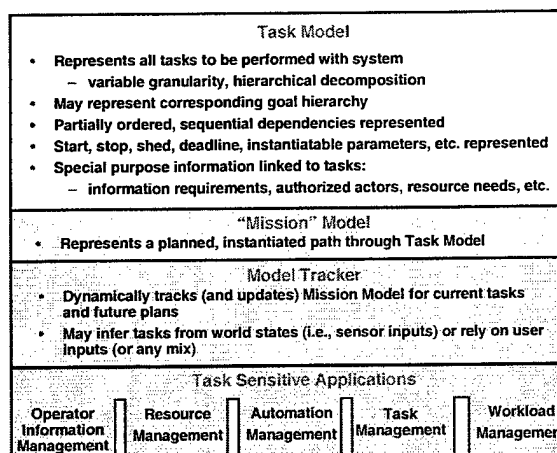 Task Model
• Represents all tasks to be performed with system
– variable granularity, hierarchical decomposition
• May represent corresponding goal hierarchy
• Partially ordered, sequential dependencies represented
• Start, stop, shed, deadline, instantiatable parameters, etc. represented
• Special purpose information linked to tasks:
– information requirements, authorized actors, resource needs, etc.
"Mission" Model
• Represents a planned, instantiated path through Task Model
Model Tracker
• Dynamically tracks (and updates) Mission Model for current tasks
and future plans
• May infer tasks from world states (i.e., sensor inputs) or rely on user
inputs (or any mix)
Task Sensitive Applications
Operator
Information
Management
Resource
Management
Automation
Management
Task
Management
Workload
Managemen